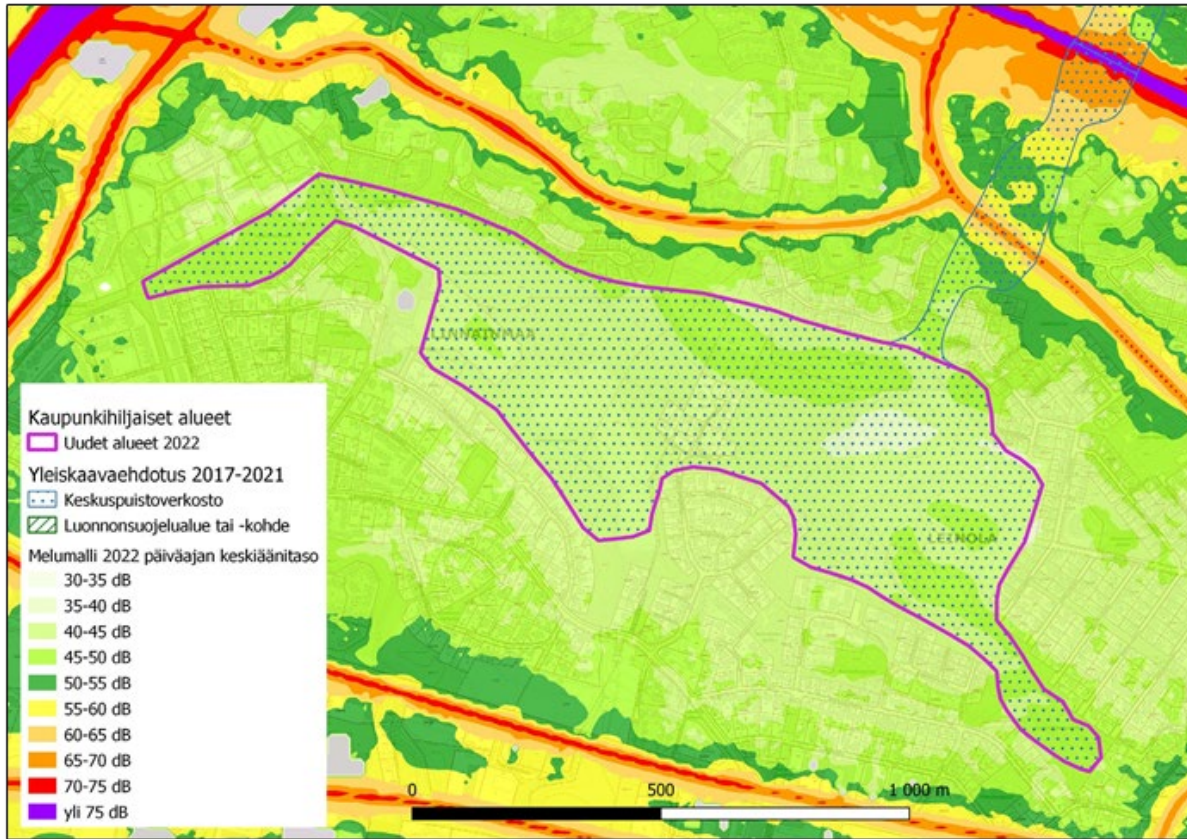 LINNAINMAA
LEINOLA
Kaupunkihiljaiset alueet
Uudet alueet 2022
Yleiskaavaehdotus 2017-2021
Keskuspuistoverkosto
Luonnonsuojelualue tai -kohde
Melumalli 2022 päiväajan keskiäänitaso
30-35 dB
35-40 dB
40-45 dB
45-50 dB
50-55 dB
55-60 dB
60-65 dB
65-70 dB
70-75 dB
yli 75 dB
0 500 1 000 m